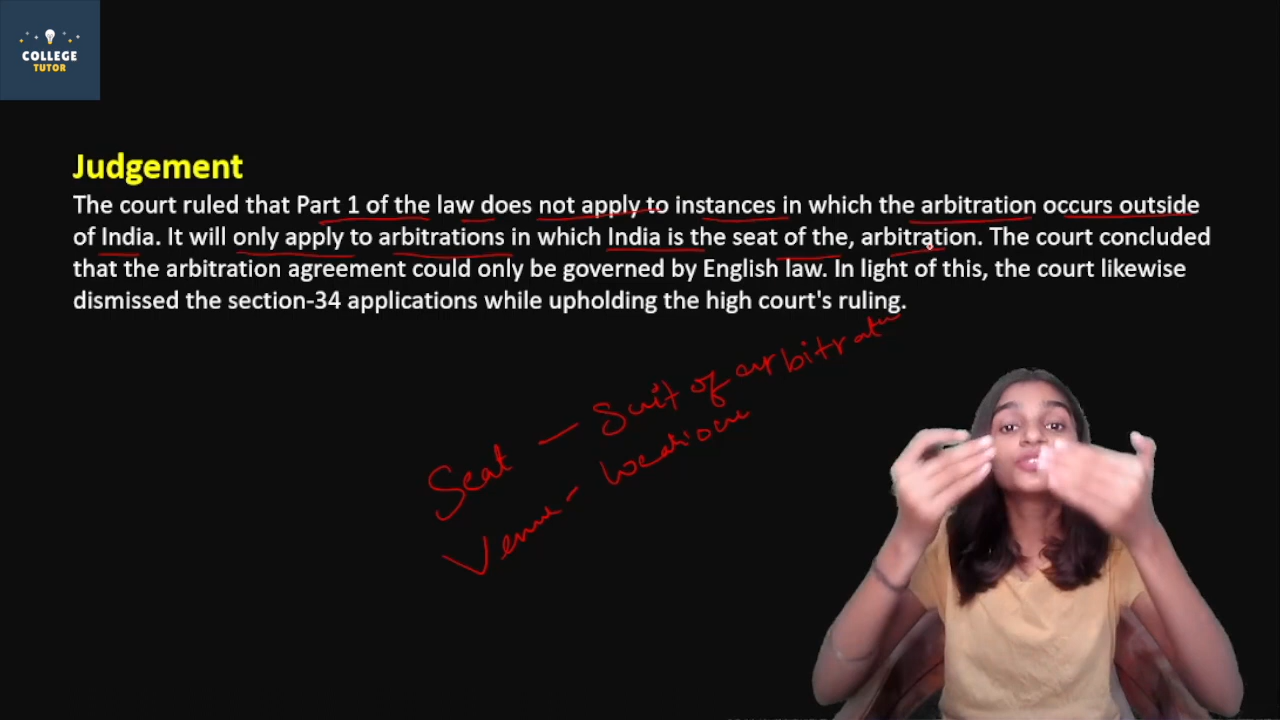 COLLEGE
TUTOR
Judgement
The court ruled that Part 1 of the law does not apply to instances in which the arbitration occurs outside
of India. It will only apply to arbitrations in which India is the seat of the, arbitration. The court concluded
that the arbitration agreement could only be governed by English law. In light of this, the court likewise
dismissed the section-34 applications while upholding the high court's ruling.
Seat - Suit of arbitrat
Venue - location